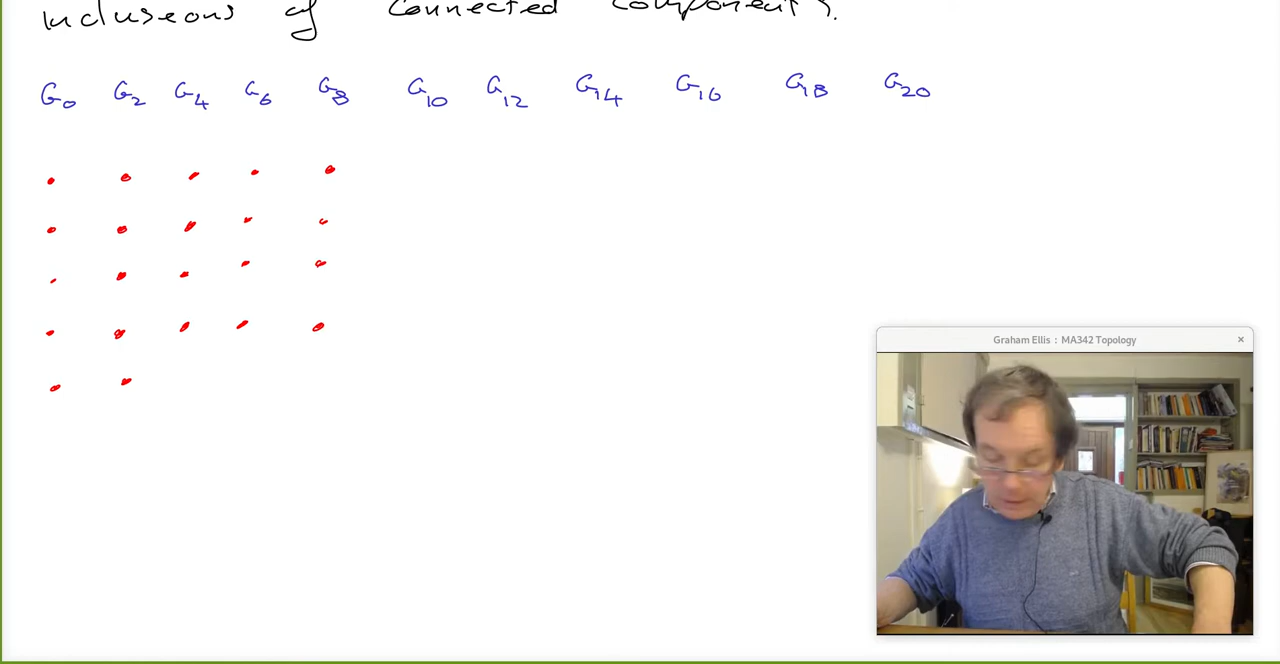 inclusions of connected components.
G₀ G₂ G₄ G₆ G₈ G₁₀ G₁₂ G₁₄ G₁₆ G₁₈ G₂₀
Graham Ellis : MA342 Topology